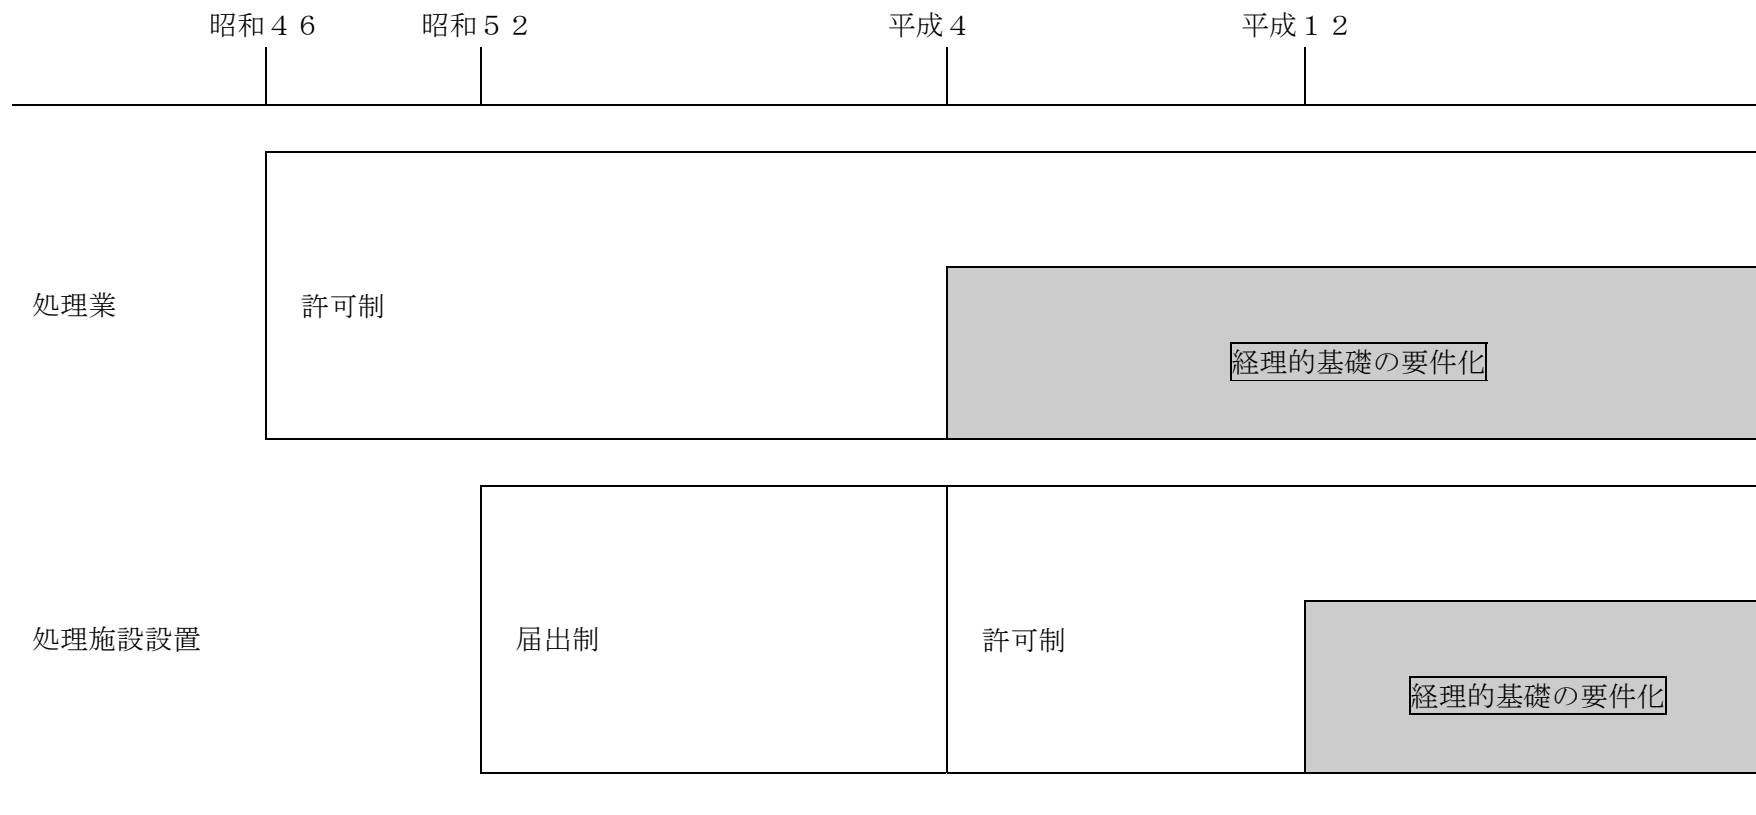 昭和４６
昭和５２
平成４
平成１２
処理業
許可制
経理的基礎の要件化
処理施設設置
届出制
許可制
経理的基礎の要件化